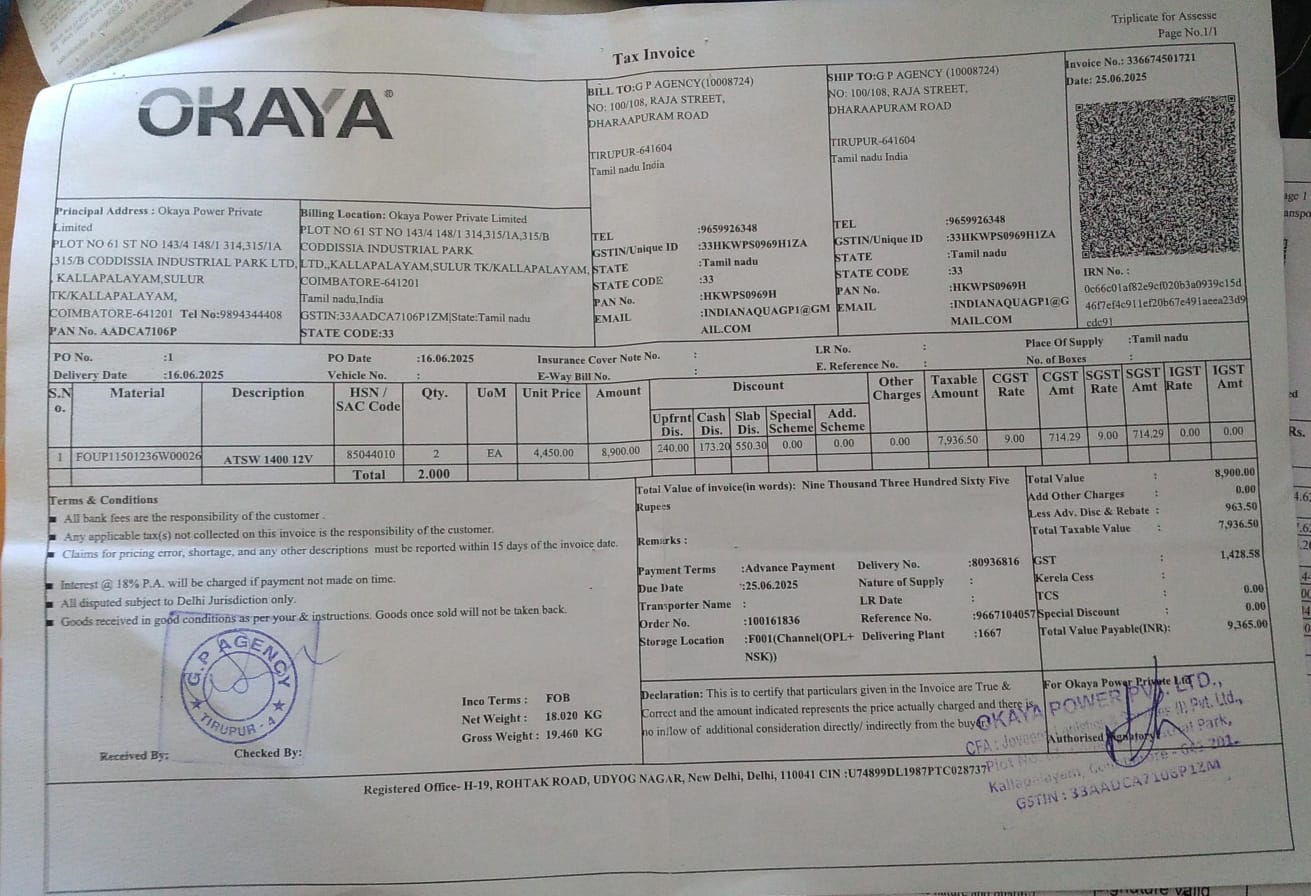 Triplicate for Assesse
Page No.1/1
Tax Invoice
OKAYA®
BILL TO:G P AGENCY(10008724)
NO: 100/108, RAJA STREET,
DHARAAPURAM ROAD
TIRUPUR-641604
Tamil nadu India
TEL :9659926348
GSTIN/Unique ID :33HKWPS0969H1ZA
STATE :Tamil nadu
STATE CODE :33
PAN No. :HKWPS0969H
EMAIL :INDIANAQUAGP1@GM
AIL.COM
SHIP TO:G P AGENCY (10008724)
NO: 100/108, RAJA STREET,
DHARAAPURAM ROAD
TIRUPUR-641604
Tamil nadu India
TEL :9659926348
GSTIN/Unique ID :33HKWPS0969H1ZA
STATE :Tamil nadu
STATE CODE :33
PAN No. :HKWPS0969H
EMAIL :INDIANAQUAGP1@G
MAIL.COM
Invoice No.: 336674501721
Date: 25.06.2025
IRN No. :
0c66c01af82e9cf020b3a0939c15d
46f7ef4c911ef20b67e491aeea23d9
cdc91
Principal Address : Okaya Power Private
Limited
PLOT NO 61 ST NO 143/4 148/1 314,315/1A
,315/B CODDISSIA INDUSTRIAL PARK LTD,
, KALLAPALAYAM,SULUR
TK/KALLAPALAYAM,
COIMBATORE-641201 Tel No:9894344408
PAN No. AADCA7106P
Billing Location: Okaya Power Private Limited
PLOT NO 61 ST NO 143/4 148/1 314,315/1A,315/B
CODDISSIA INDUSTRIAL PARK
LTD,,KALLAPALAYAM,SULUR TK/KALLAPALAYAM,
COIMBATORE-641201
Tamil nadu,India
GSTIN:33AADCA7106P1ZM|State:Tamil nadu
STATE CODE:33
PO No. :1 PO Date :16.06.2025 Insurance Cover Note No. : LR No. : Place Of Supply :Tamil nadu
Delivery Date :16.06.2025 Vehicle No. : E-Way Bill No. : E. Reference No. : No. of Boxes :
S.N o. Material Description HSN / SAC Code Qty. UoM Unit Price Amount Discount Other Charges Taxable Amount CGST Rate CGST Amt SGST Rate SGST Amt IGST Rate IGST Amt
Upfrnt Dis. Cash Dis. Slab Dis. Special Scheme Add. Scheme
1 FOUP11501236W00026 ATSW 1400 12V 85044010 2 EA 4,450.00 8,900.00 240.00 173.20 550.30 0.00 0.00 0.00 7,936.50 9.00 714.29 9.00 714.29 0.00 0.00
Total 2.000
Terms & Conditions
All bank fees are the responsibility of the customer .
Any applicable tax(s) not collected on this invoice is the responsibility of the customer.
Claims for pricing error, shortage, and any other descriptions must be reported within 15 days of the invoice date.
Interest @ 18% P.A. will be charged if payment not made on time.
All disputed subject to Delhi Jurisdiction only.
Goods received in good conditions as per your & instructions. Goods once sold will not be taken back.
G.P AGENCY
TIRUPUR - 4
Received By: Checked By:
Inco Terms : FOB
Net Weight : 18.020 KG
Gross Weight : 19.460 KG
Total Value of invoice(in words): Nine Thousand Three Hundred Sixty Five
Rupees
Remarks :
Payment Terms :Advance Payment Delivery No. :80936816
Due Date :25.06.2025 Nature of Supply :
Transporter Name : LR Date :
Order No. :100161836 Reference No. :9667104057
Storage Location :F001(Channel(OPL+ Delivering Plant :1667
NSK))
Total Value : 8,900.00
Add Other Charges : 0.00
Less Adv. Disc & Rebate : 963.50
Total Taxable Value : 7,936.50
GST : 1,428.58
Kerela Cess :
TCS : 0.00
Special Discount : 0.00
Total Value Payable(INR): 9,365.00
Declaration: This is to certify that particulars given in the Invoice are True &
Correct and the amount indicated represents the price actually charged and there is
no inflow of additional consideration directly/ indirectly from the buyer
For Okaya Power Private Ltd
Authorised Signatory
OKAYA POWER PVT. LTD.,
CFA : (I) Pvt. Ltd.,
Plot No. Park,
Kallapalayam, 201.
GSTIN : 33AADCA7106P1ZM
Registered Office- H-19, ROHTAK ROAD, UDYOG NAGAR, New Delhi, Delhi, 110041 CIN :U74899DL1987PTC028737